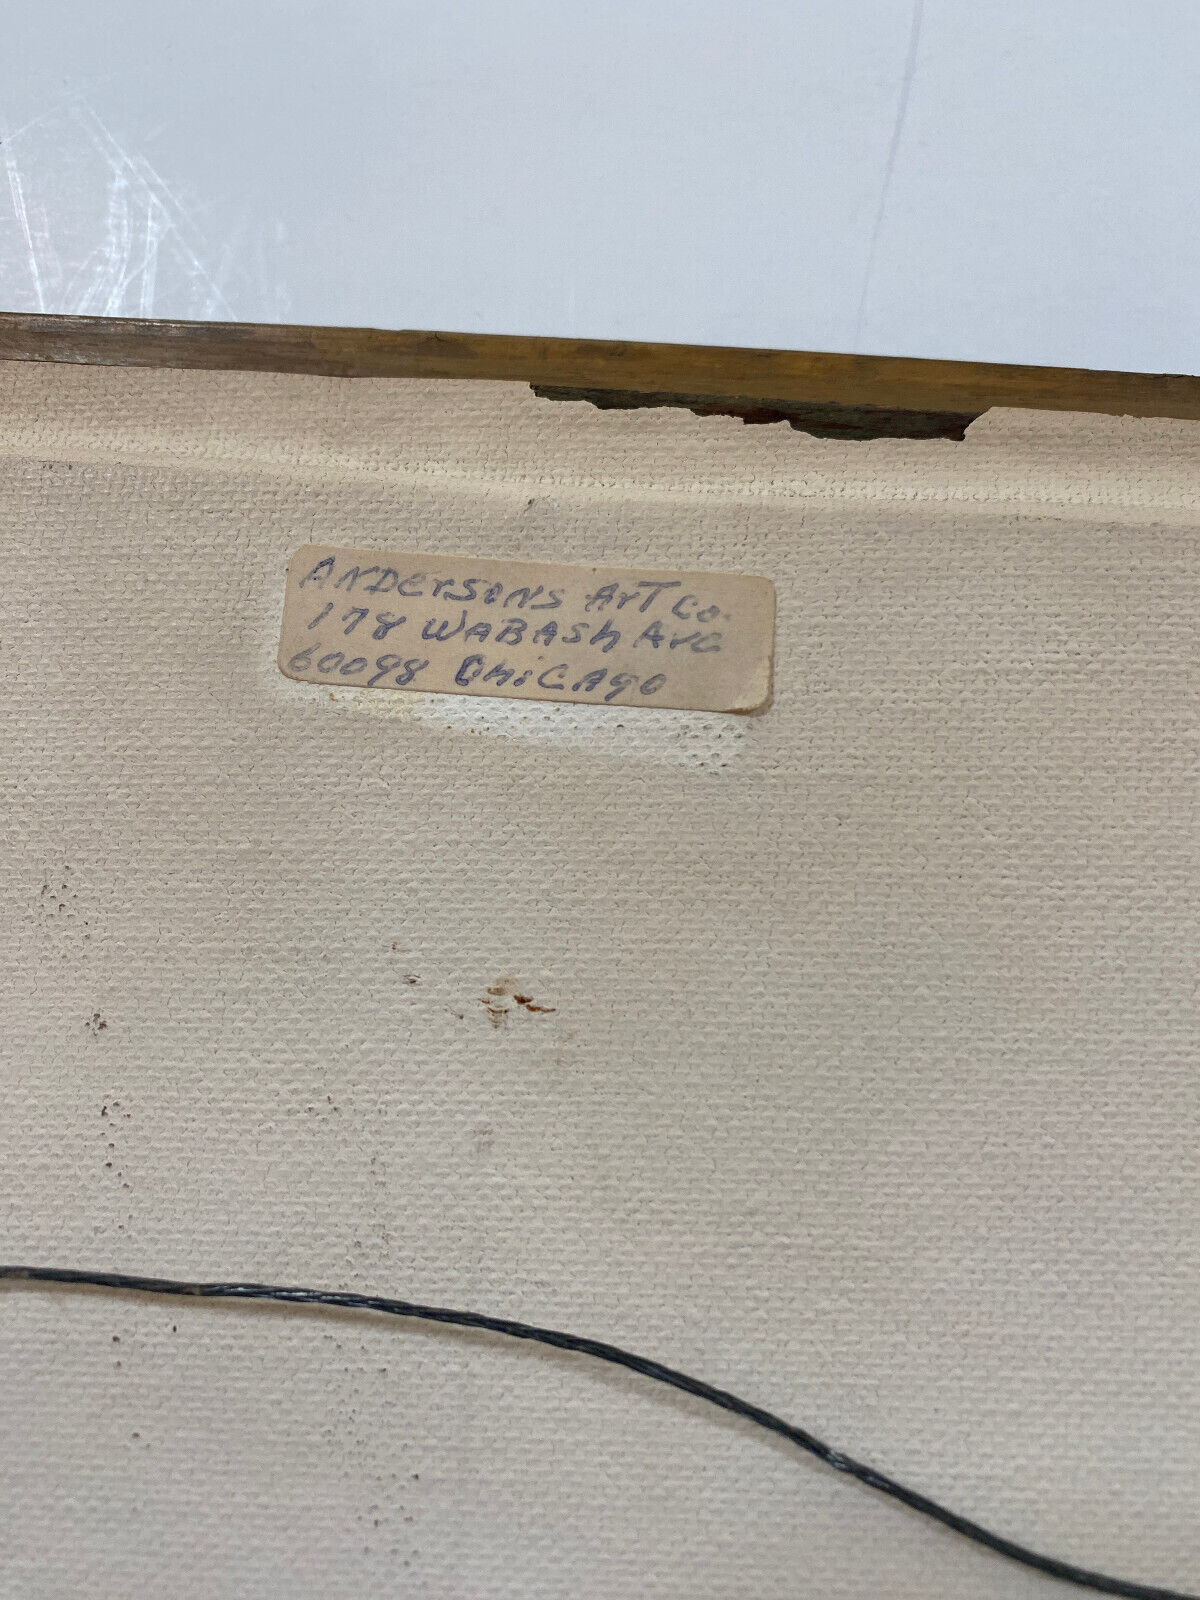 ANDERSONS ArT Co.
178 WABASh Ave
60098 ChiCAgo